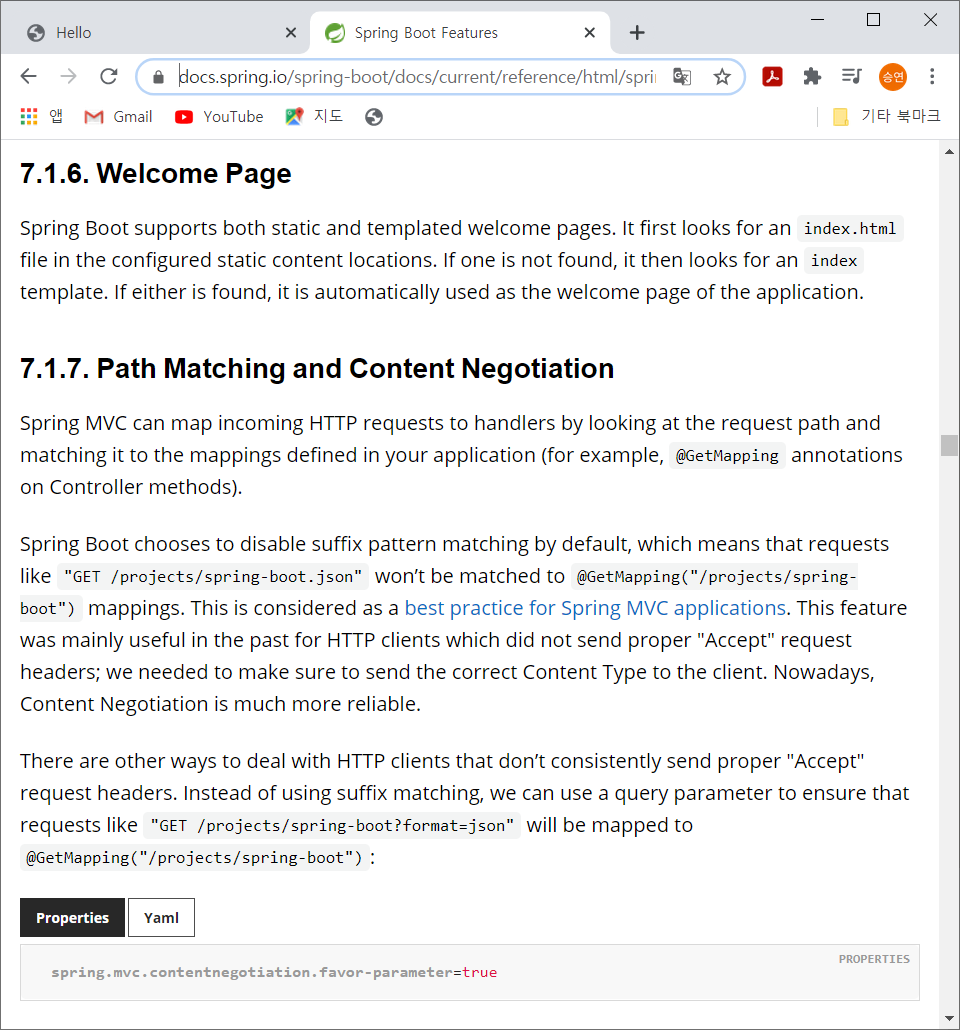 Hello
Spring Boot Features
docs.spring.io/spring-boot/docs/current/reference/html/spri
승연
앱 Gmail YouTube 지도 기타 북마크
7.1.6. Welcome Page
Spring Boot supports both static and templated welcome pages. It first looks for an index.html
file in the configured static content locations. If one is not found, it then looks for an index
template. If either is found, it is automatically used as the welcome page of the application.
7.1.7. Path Matching and Content Negotiation
Spring MVC can map incoming HTTP requests to handlers by looking at the request path and
matching it to the mappings defined in your application (for example, @GetMapping annotations
on Controller methods).
Spring Boot chooses to disable suffix pattern matching by default, which means that requests
like "GET /projects/spring-boot.json" won’t be matched to @GetMapping("/projects/spring-
boot") mappings. This is considered as a best practice for Spring MVC applications. This feature
was mainly useful in the past for HTTP clients which did not send proper "Accept" request
headers; we needed to make sure to send the correct Content Type to the client. Nowadays,
Content Negotiation is much more reliable.
There are other ways to deal with HTTP clients that don’t consistently send proper "Accept"
request headers. Instead of using suffix matching, we can use a query parameter to ensure that
requests like "GET /projects/spring-boot?format=json" will be mapped to
@GetMapping("/projects/spring-boot"):
Properties Yaml
PROPERTIES
spring.mvc.contentnegotiation.favor-parameter=true